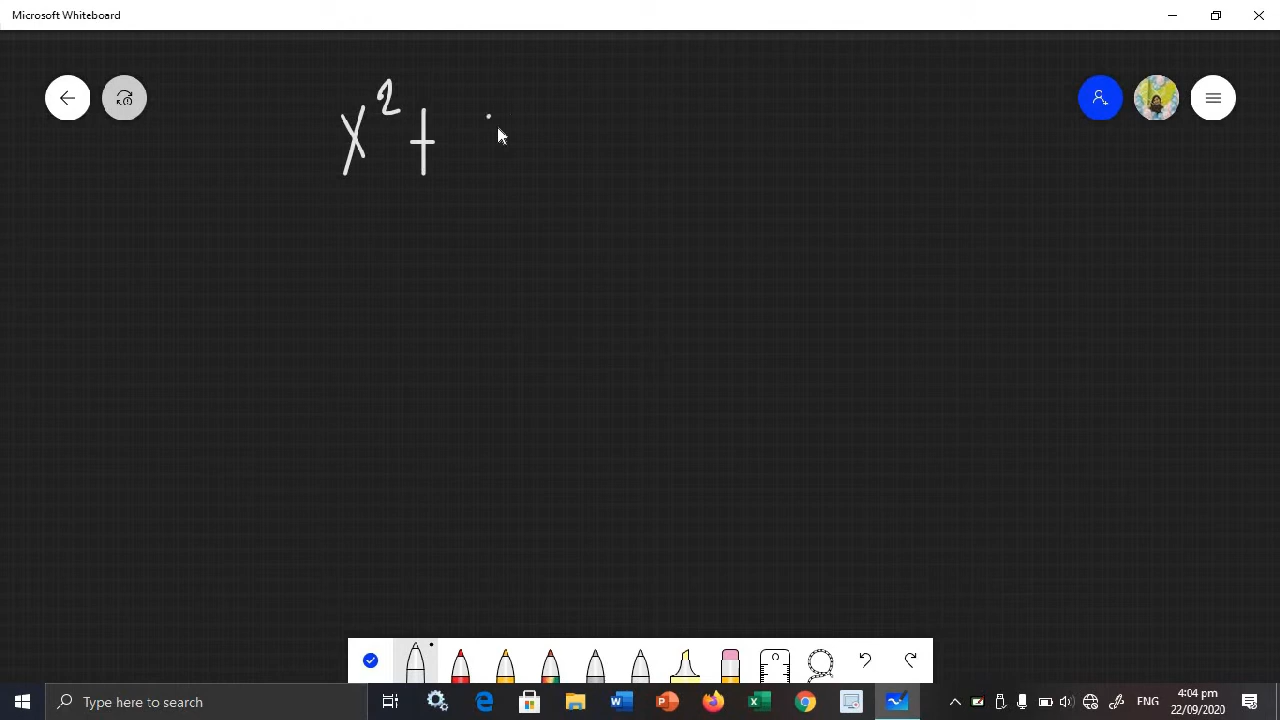 Microsoft Whiteboard
x² +
Type here to search
ENG
4:04 pm
22/09/2020